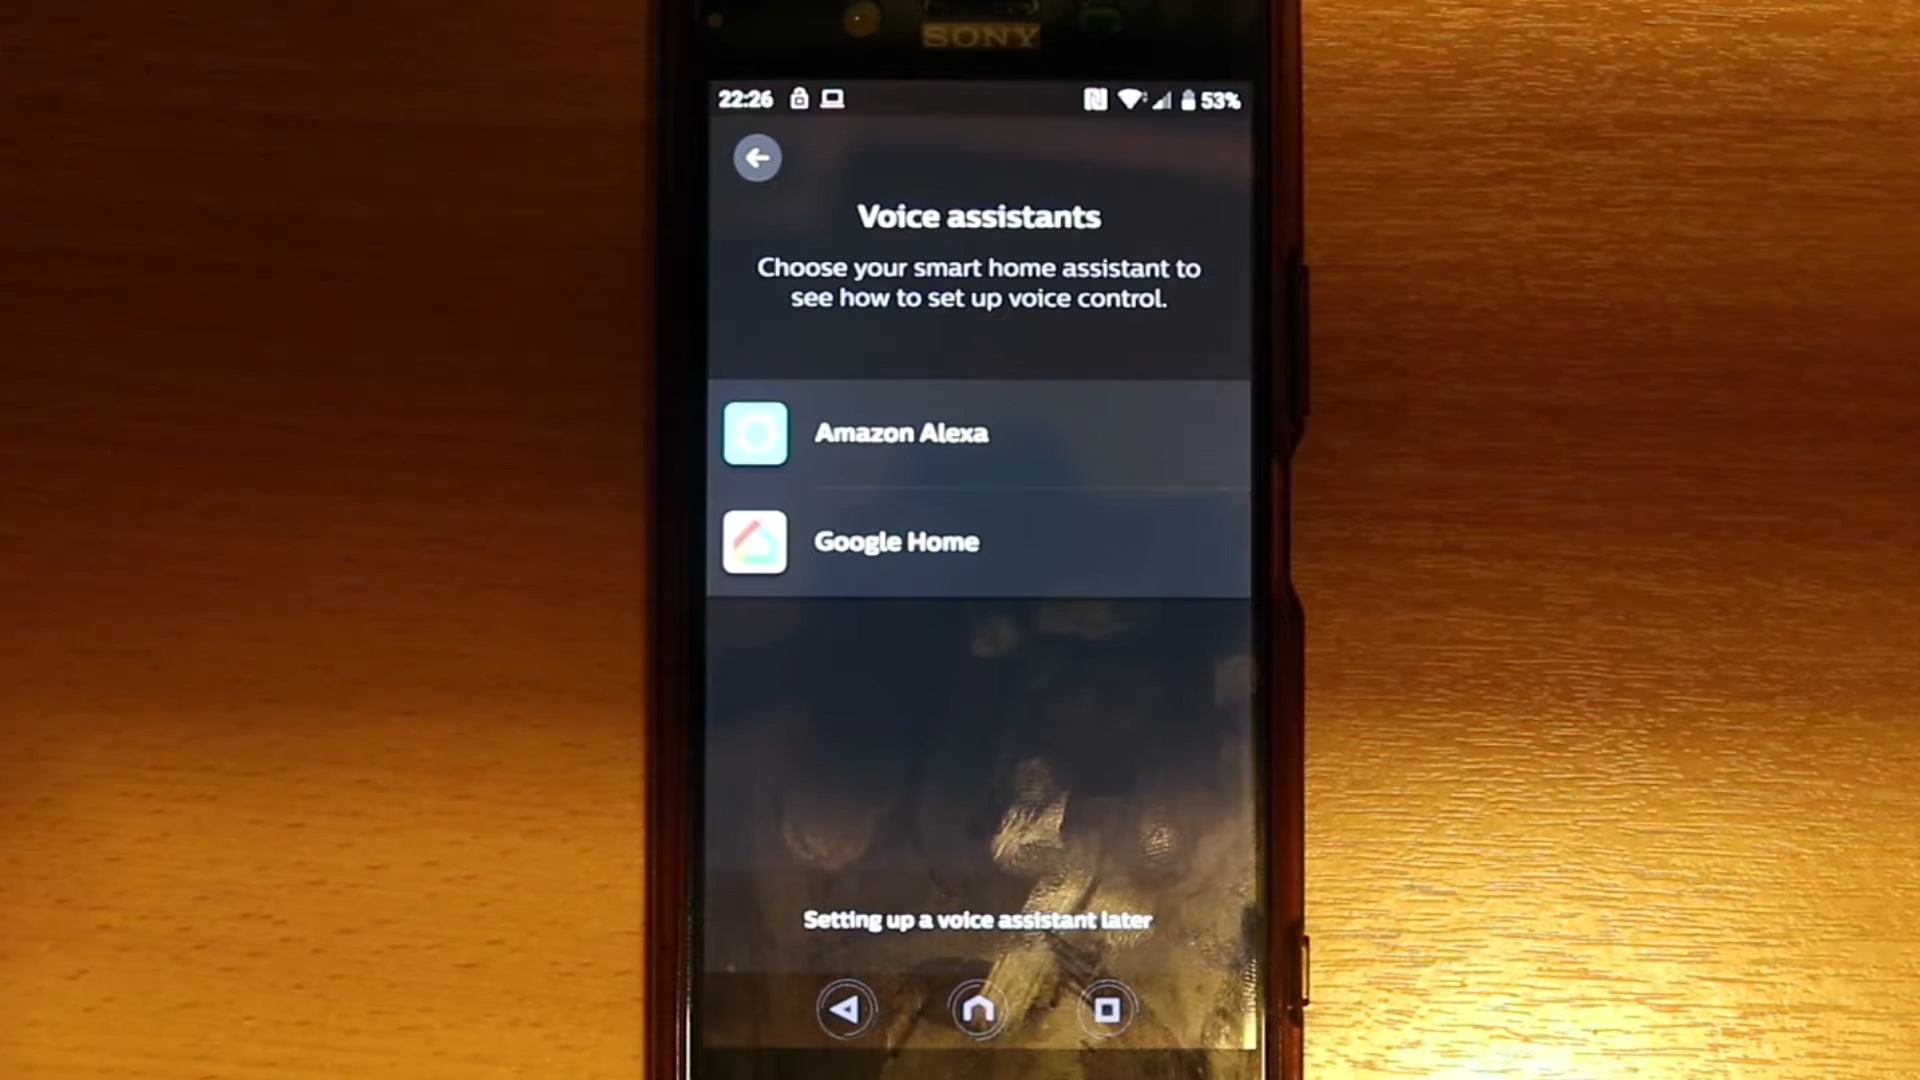 SONY
22:26
53%
Voice assistants
Choose your smart home assistant to
see how to set up voice control.
Amazon Alexa
Google Home
Setting up a voice assistant later